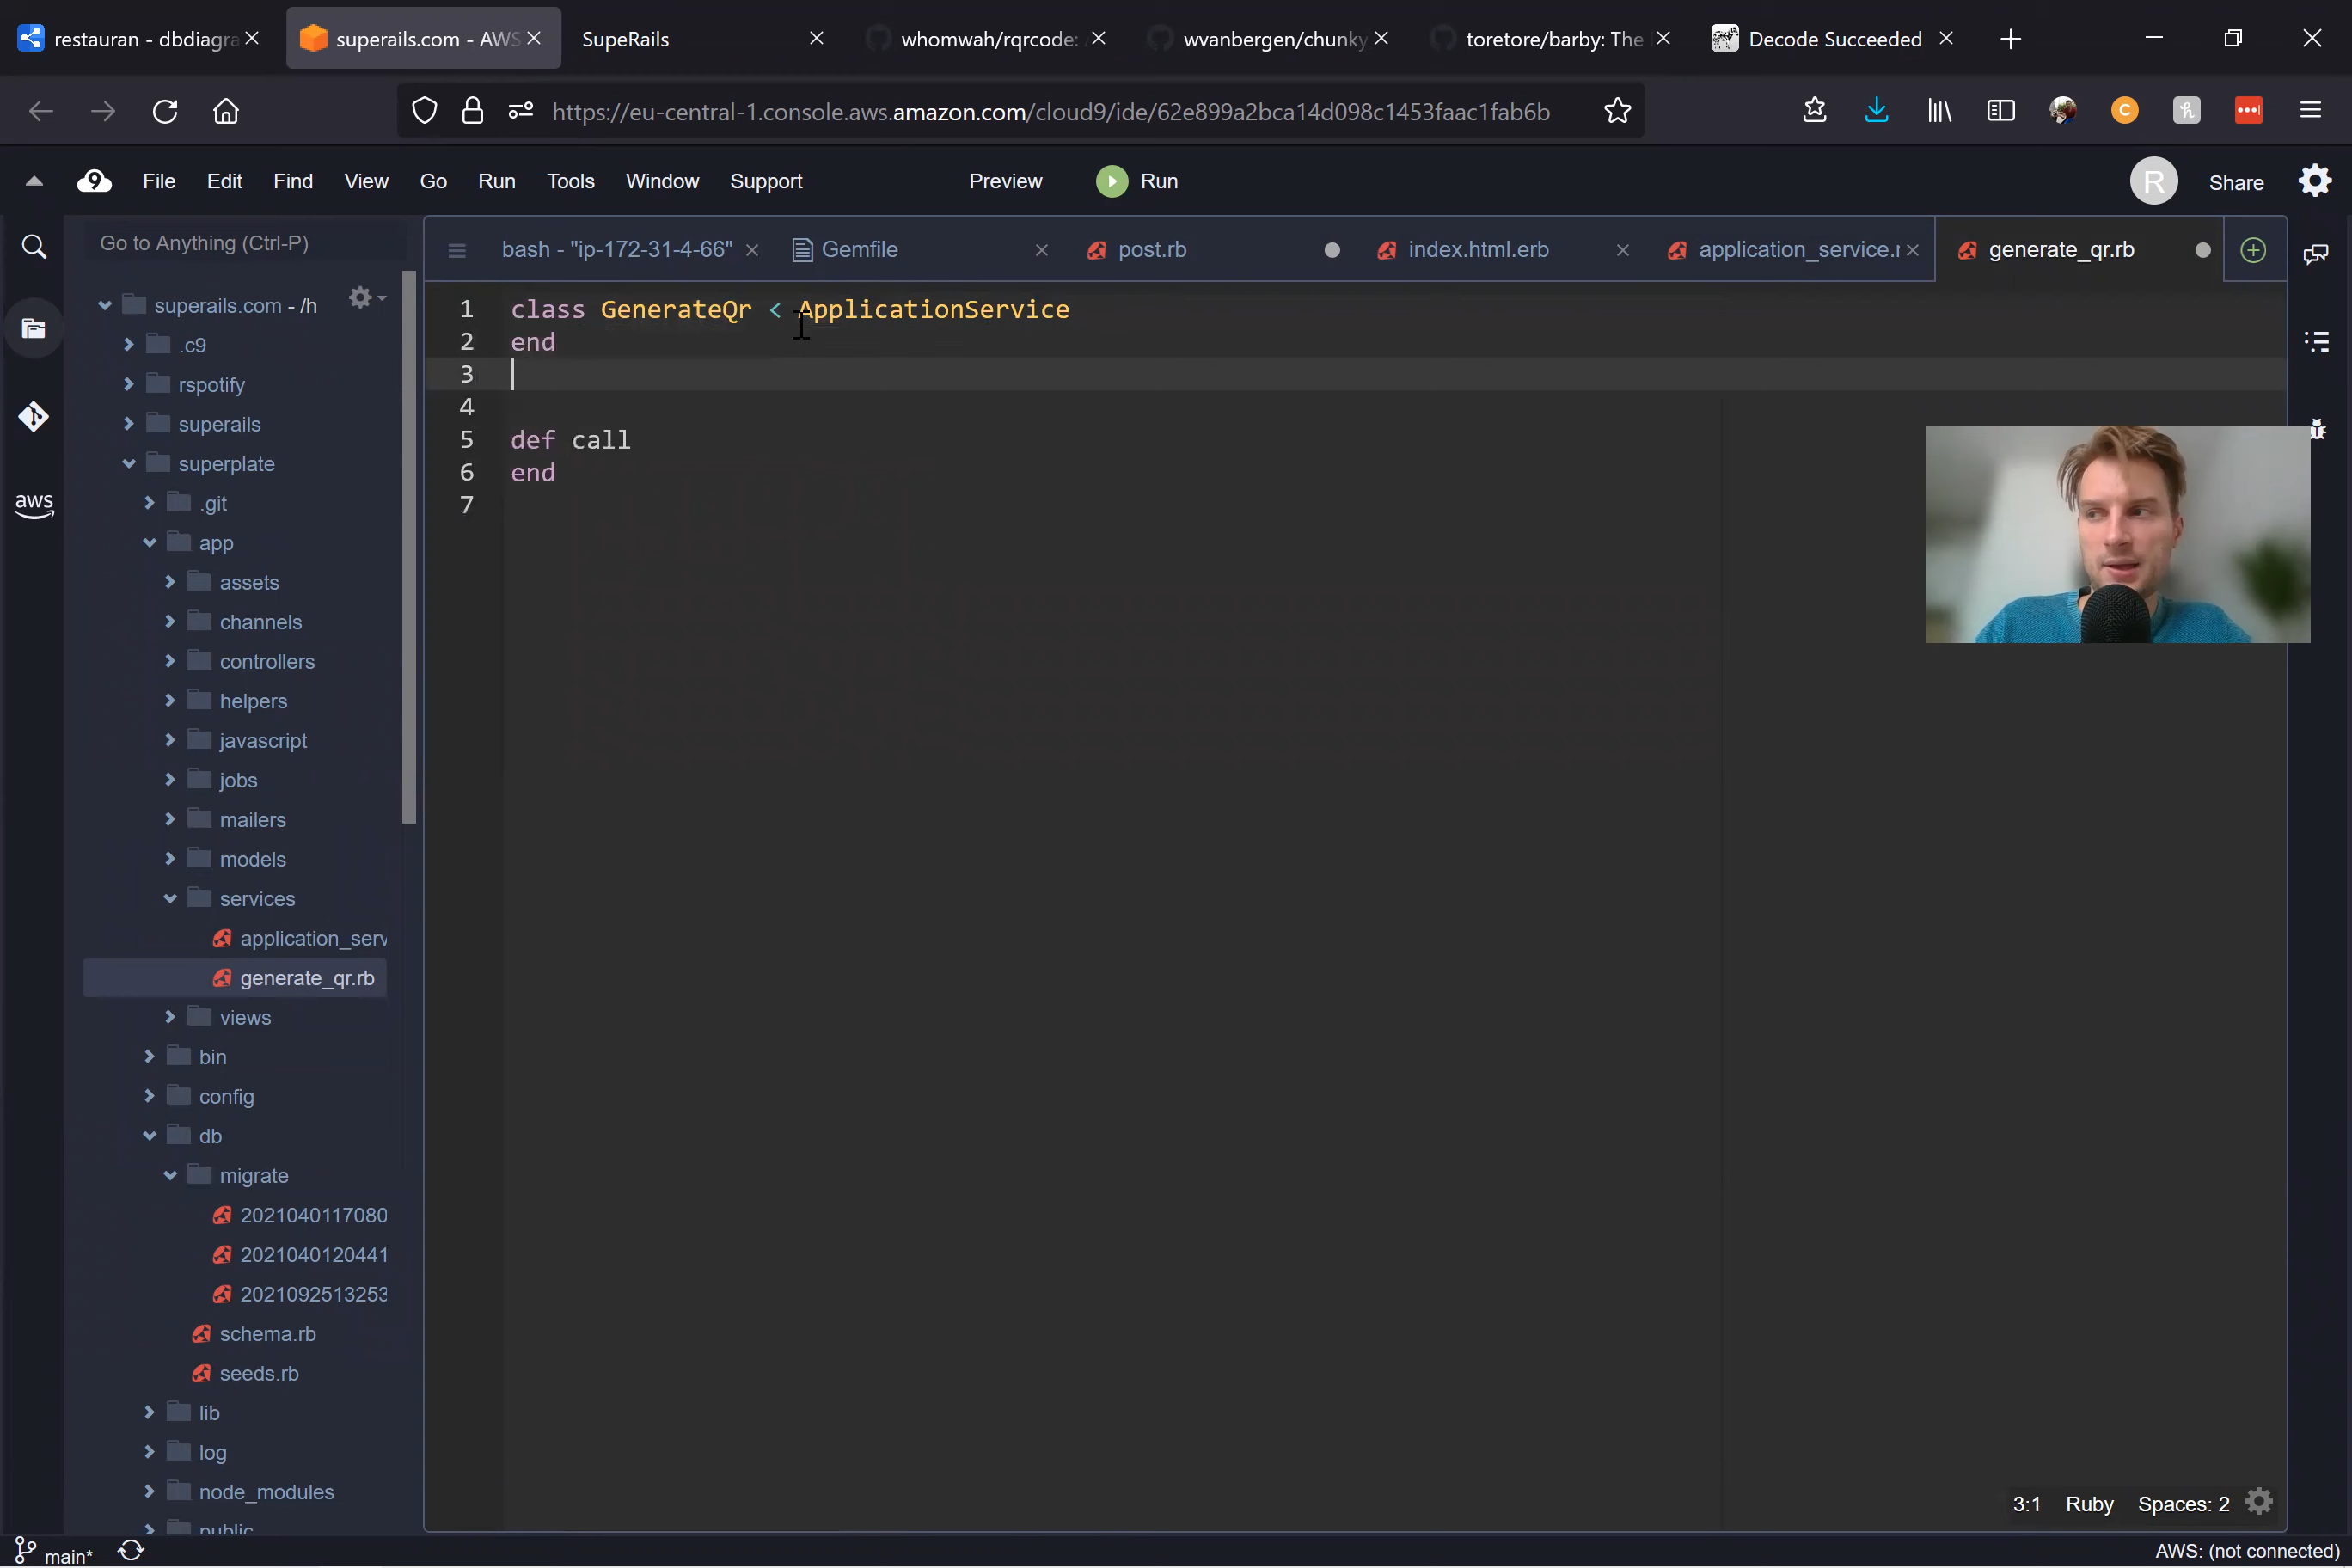 restauran - dbdiagra
superails.com - AWS
SupeRails
whomwah/rqrcode:
wvanbergen/chunky
toretore/barby: The
Decode Succeeded
https://eu-central-1.console.aws.amazon.com/cloud9/ide/62e899a2bca14d098c1453faac1fab6b
9 File Edit Find View Go Run Tools Window Support Preview Run R Share
Go to Anything (Ctrl-P)
bash - "ip-172-31-4-66" Gemfile post.rb index.html.erb application_service.r generate_qr.rb
superails.com - /h
.c9
rspotify
superails
superplate
.git
app
assets
channels
controllers
helpers
javascript
jobs
mailers
models
services
application_serv
generate_qr.rb
views
bin
config
db
migrate
2021040117080
2021040120441
2021092513253
schema.rb
seeds.rb
lib
log
node_modules
public
aws
1 class GenerateQr < ApplicationService
2 end
3
4
5 def call
6 end
7
3:1 Ruby Spaces: 2
main*
AWS: (not connected)